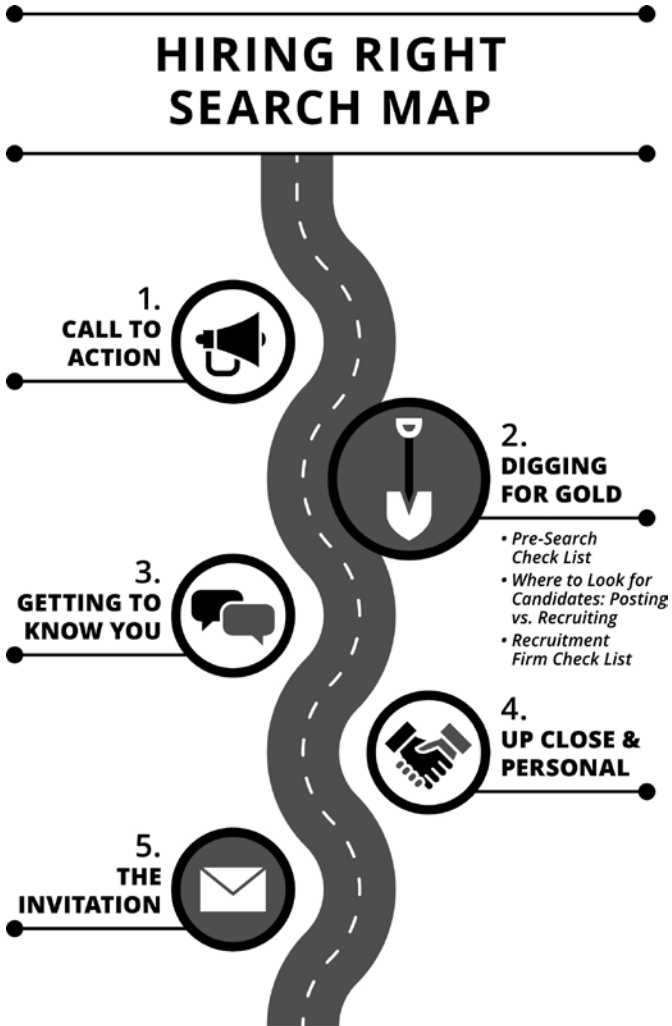 HIRING RIGHT
SEARCH MAP
1.
CALL TO
ACTION
2.
DIGGING
FOR GOLD
• Pre-Search
Check List
• Where to Look for
Candidates: Posting
vs. Recruiting
• Recruitment
Firm Check List
3.
GETTING TO
KNOW YOU
4.
UP CLOSE &
PERSONAL
5.
THE
INVITATION